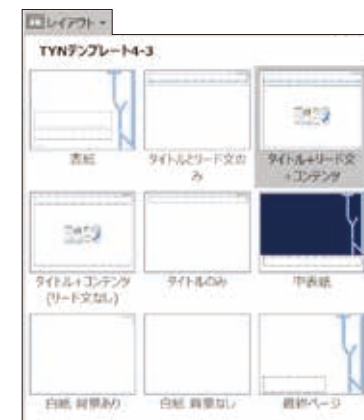 レイアウト
TYNテンプレート4-3
表紙
タイトルとリード文の
み
タイトル+リード文
+コンテンツ
タイトル+コンテンツ
(リード文なし)
タイトルのみ
中表紙
白紙 背景あり
白紙 背景なし
最終ページ